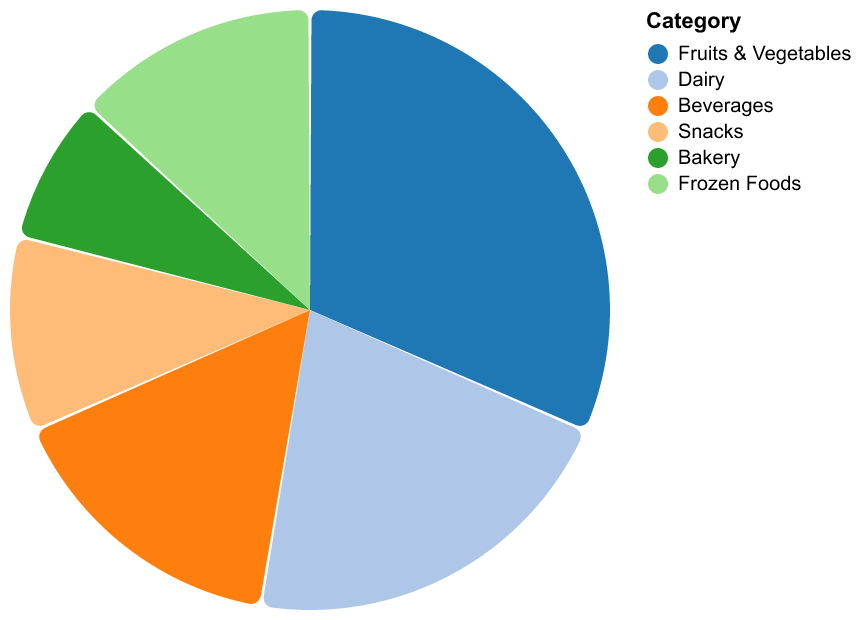 Category
Fruits & Vegetables
Dairy
Beverages
Snacks
Bakery
Frozen Foods